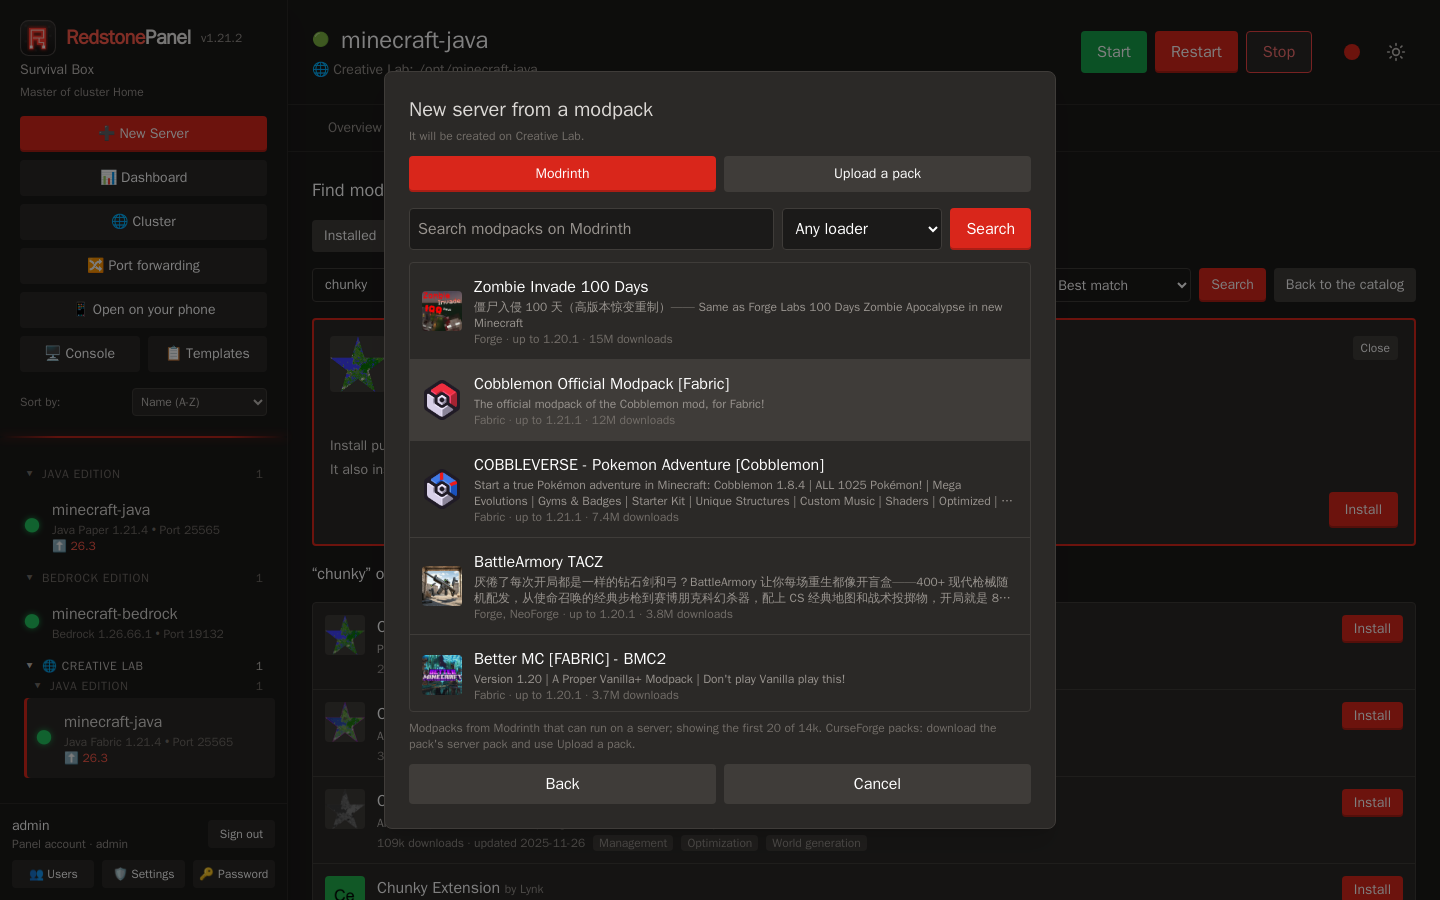 RedstonePanel v1.21.2
Survival Box
Master of cluster Home
➕ New Server
📊 Dashboard
🌐 Cluster
🔀 Port forwarding
📱 Open on your phone
🖥️ Console
📋 Templates
Sort by:
Name (A-Z)
▼ JAVA EDITION 1
minecraft-java
Java Paper 1.21.4 • Port 25565
⬆️ 26.3
▼ BEDROCK EDITION 1
minecraft-bedrock
Bedrock 1.26.66.1 • Port 19132
▼ 🌐 CREATIVE LAB 1
▼ JAVA EDITION 1
minecraft-java
Java Fabric 1.21.4 • Port 25565
⬆️ 26.3
admin
Panel account · admin
Sign out
👥 Users
🛡️ Settings
🔑 Password
minecraft-java
🌐 Creative Lab: /opt/minecraft-java
Start
Restart
Stop
Overview
Find mod
Installed
chunky
Best match
Search
Back to the catalog
Close
Install pu
It also in
Install
“chunky” o
Install
Install
Install
109k downloads · updated 2025-11-26 Management Optimization World generation
Ce
Chunky Extension by Lynk
Install
New server from a modpack
It will be created on Creative Lab.
Modrinth
Upload a pack
Search modpacks on Modrinth
Any loader
Search
Zombie Invade 100 Days
僵尸入侵 100 天（高版本惊变重制）—— Same as Forge Labs 100 Days Zombie Apocalypse in new
Minecraft
Forge · up to 1.20.1 · 15M downloads
Cobblemon Official Modpack [Fabric]
The official modpack of the Cobblemon mod, for Fabric!
Fabric · up to 1.21.1 · 12M downloads
COBBLEVERSE - Pokemon Adventure [Cobblemon]
Start a true Pokémon adventure in Minecraft: Cobblemon 1.8.4 | ALL 1025 Pokémon! | Mega
Evolutions | Gyms & Badges | Starter Kit | Unique Structures | Custom Music | Shaders | Optimized | ···
Fabric · up to 1.21.1 · 7.4M downloads
BattleArmory TACZ
厌倦了每次开局都是一样的钻石剑和弓？BattleArmory 让你每场重生都像开盲盒——400+ 现代枪械随
机配发，从使命召唤的经典步枪到赛博朋克科幻杀器，配上 CS 经典地图和战术投掷物，开局就是 8···
Forge, NeoForge · up to 1.20.1 · 3.8M downloads
Better MC [FABRIC] - BMC2
Version 1.20 | A Proper Vanilla+ Modpack | Don't play Vanilla play this!
Fabric · up to 1.20.1 · 3.7M downloads
Modpacks from Modrinth that can run on a server; showing the first 20 of 14k. CurseForge packs: download the
pack's server pack and use Upload a pack.
Back
Cancel